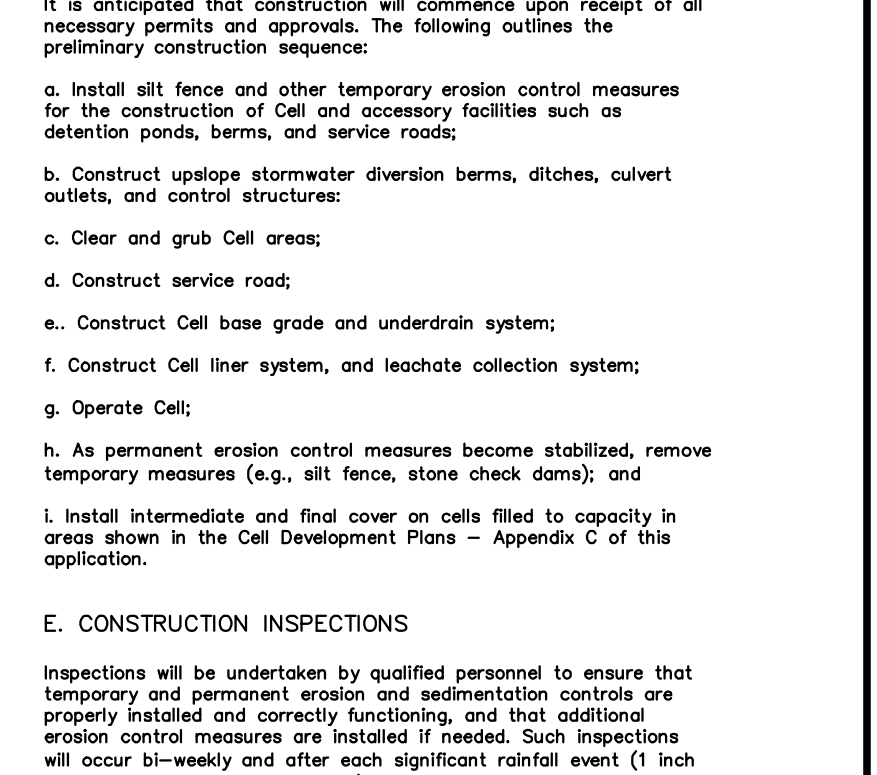 It is anticipated that construction will commence upon receipt of all
necessary permits and approvals. The following outlines the
preliminary construction sequence:
a. Install silt fence and other temporary erosion control measures
for the construction of Cell and accessory facilities such as
detention ponds, berms, and service roads;
b. Construct upslope stormwater diversion berms, ditches, culvert
outlets, and control structures:
c. Clear and grub Cell areas;
d. Construct service road;
e.. Construct Cell base grade and underdrain system;
f. Construct Cell liner system, and leachate collection system;
g. Operate Cell;
h. As permanent erosion control measures become stabilized, remove
temporary measures (e.g., silt fence, stone check dams); and
i. Install intermediate and final cover on cells filled to capacity in
areas shown in the Cell Development Plans – Appendix C of this
application.
E. CONSTRUCTION INSPECTIONS
Inspections will be undertaken by qualified personnel to ensure that
temporary and permanent erosion and sedimentation controls are
properly installed and correctly functioning, and that additional
erosion control measures are installed if needed. Such inspections
will occur bi–weekly and after each significant rainfall event (1 inch